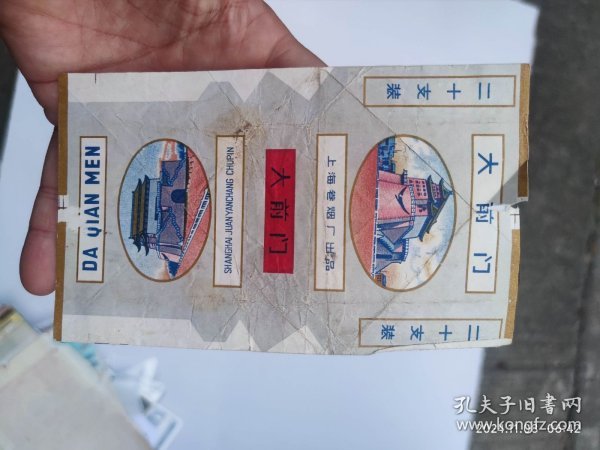 DA QIAN MEN
SHANGHAI JUANYANCHANG CHUPIN
大前门
上海卷烟厂出品
大前门
二十支装
二十支装
孔夫子旧书网
www.kongfz.com